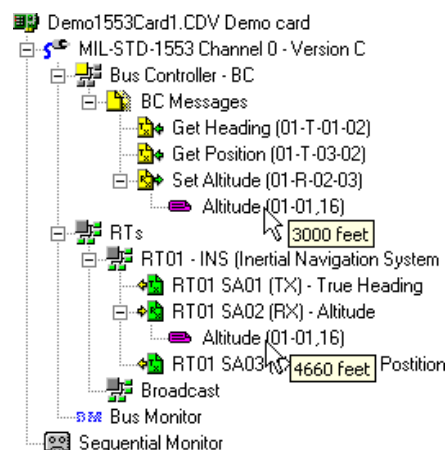 Demo1553Card1.CDV Demo card
MIL-STD-1553 Channel 0 - Version C
Bus Controller - BC
BC Messages
Get Heading (01-T-01-02)
Get Position (01-T-03-02)
Set Altitude (01-R-02-03)
Altitude (01-01,16)
3000 feet
RTs
RT01 - INS (Inertial Navigation System
RT01 SA01 (TX) - True Heading
RT01 SA02 (RX) - Altitude
Altitude (01-01,16)
RT01 SA03 4660 feet Postition
Broadcast
BM Bus Monitor
Sequential Monitor